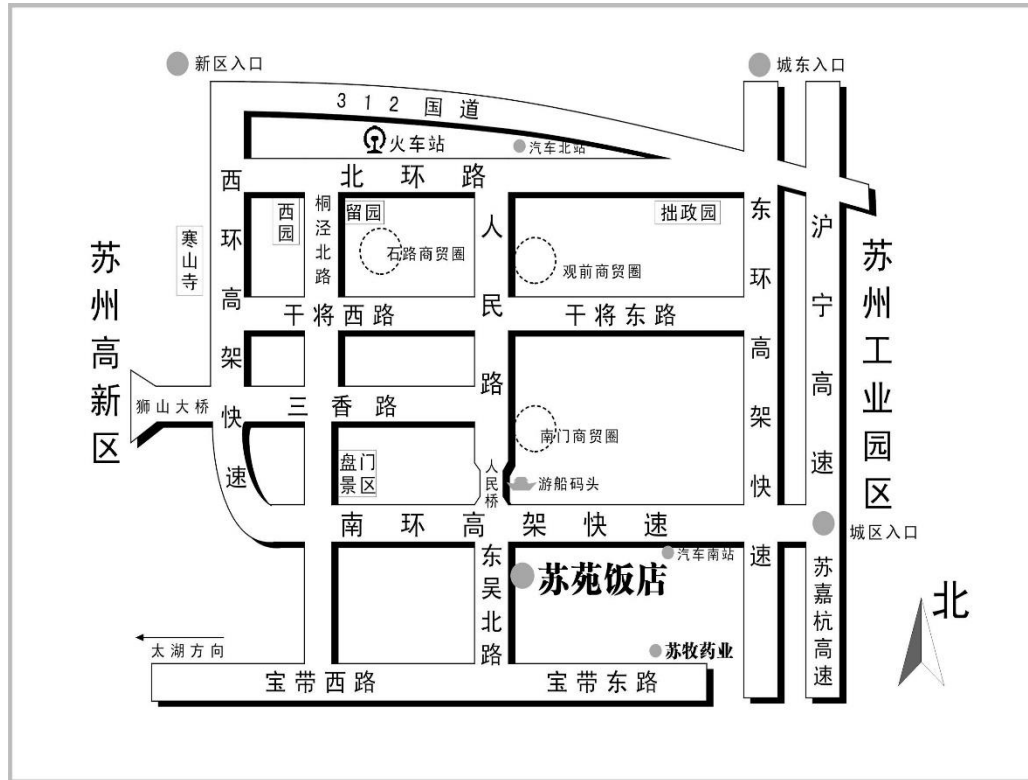 新区入口
城东入口
312国道
火车站
汽车北站
北环路
西环高架快速
桐泾北路
西园
留园
人民路
拙政园
东环高架快速
沪宁高速
寒山寺
石路商贸圈
观前商贸圈
苏州高新区
苏州工业园区
干将西路
干将东路
狮山大桥
三香路
南门商贸圈
盘门
景区
人民桥
游船码头
南环高架快速
城区入口
东吴北路
汽车南站
苏苑饭店
苏嘉杭高速
北
太湖方向
苏牧药业
宝带西路
宝带东路